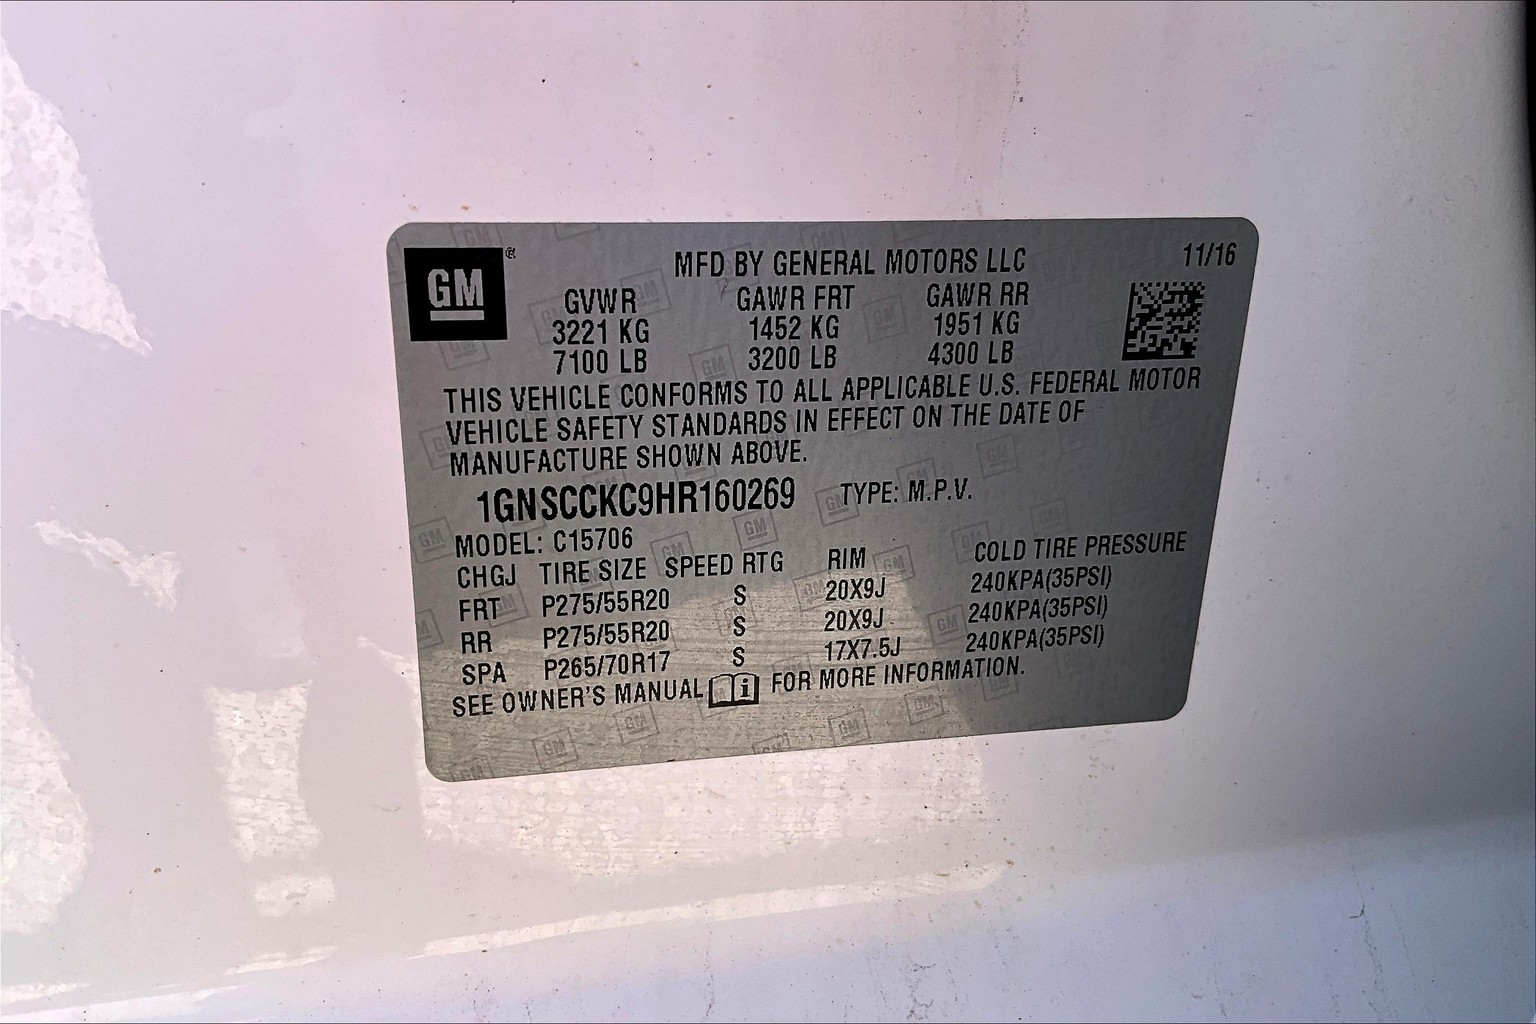 GM ®
MFD BY GENERAL MOTORS LLC 11/16
GVWR GAWR FRT GAWR RR
3221 KG 1452 KG 1951 KG
7100 LB 3200 LB 4300 LB
THIS VEHICLE CONFORMS TO ALL APPLICABLE U.S. FEDERAL MOTOR
VEHICLE SAFETY STANDARDS IN EFFECT ON THE DATE OF
MANUFACTURE SHOWN ABOVE.
1GNSCCKC9HR160269 TYPE: M.P.V.
MODEL: C15706
CHGJ TIRE SIZE SPEED RTG RIM COLD TIRE PRESSURE
FRT P275/55R20 S 20X9J 240KPA(35PSI)
RR P275/55R20 S 20X9J 240KPA(35PSI)
SPA P265/70R17 S 17X7.5J 240KPA(35PSI)
SEE OWNER'S MANUAL i FOR MORE INFORMATION.